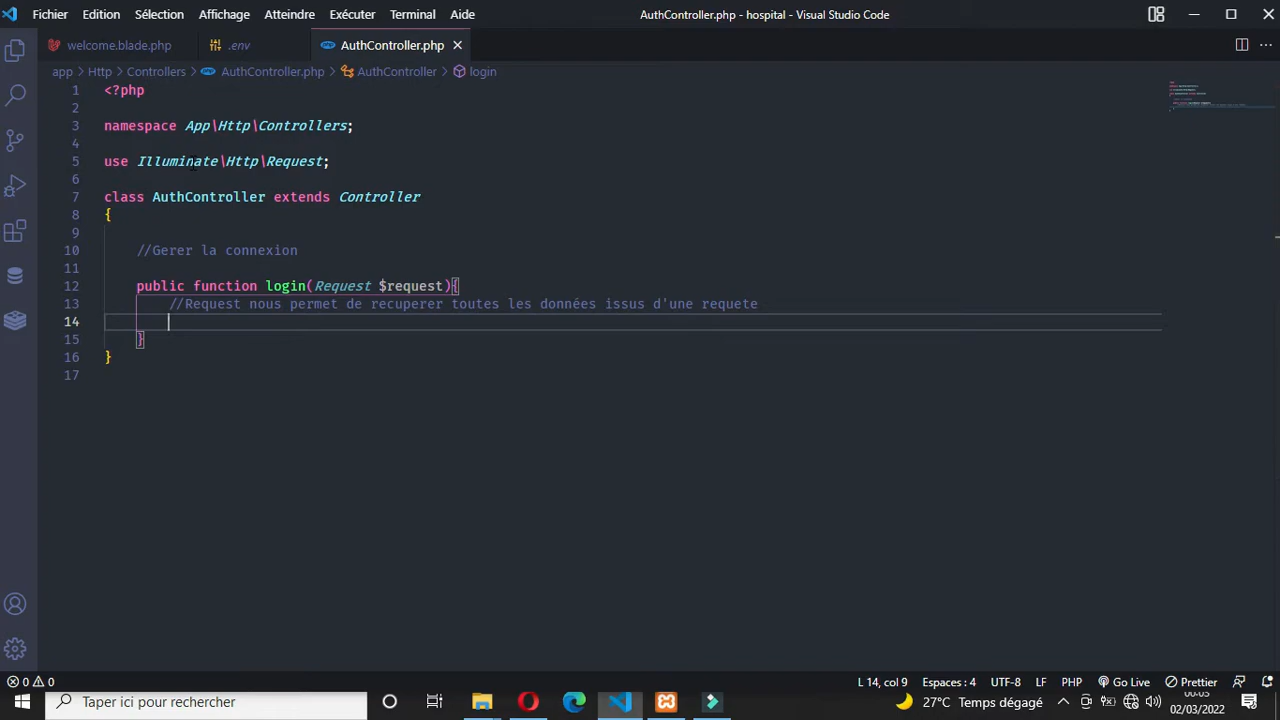 Fichier Edition Sélection Affichage Atteindre Exécuter Terminal Aide AuthController.php - hospital - Visual Studio Code
welcome.blade.php .env AuthController.php
app > Http > Controllers > AuthController.php > AuthController > login
1 <?php
2
3 namespace App\Http\Controllers;
4
5 use Illuminate\Http\Request;
6
7 class AuthController extends Controller
8 {
9
10 //Gerer la connexion
11
12 public function login(Request $request){
13 //Request nous permet de recuperer toutes les données issus d'une requete
14
15 }
16 }
17
0 0 L 14, col 9 Espaces : 4 UTF-8 LF PHP Go Live Prettier
Taper ici pour rechercher 27°C Temps dégagé 00:05
02/03/2022